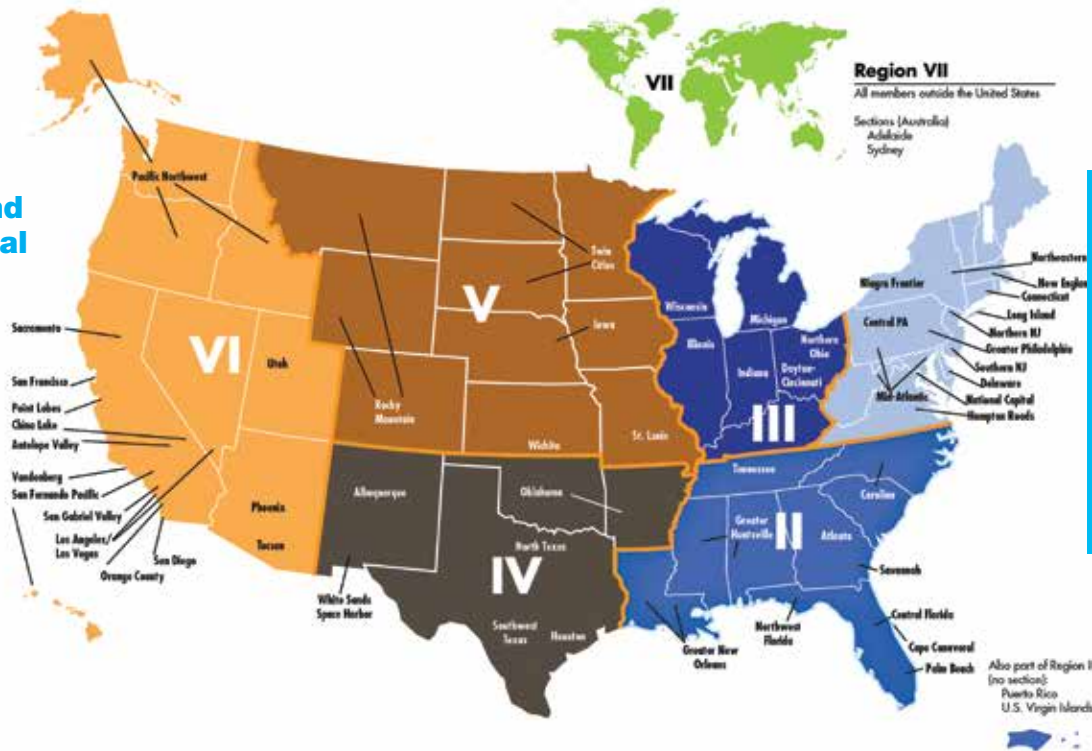 VII
Region VII
All members outside the United States
Sections (Australia)
Adelaide
Sydney
Pacific Northwest
I
Northeastern
New England
Connecticut
Long Island
Northern NJ
Greater Philadelphia
Southern NJ
Delaware
National Capital
Hampton Roads
Niagra Frontier
Central PA
Mid-Atlantic
V
Twin
Cities
Iowa
Rocky
Mountain
Wichita
St. Louis
Wisconsin
Michigan
Illinois
Indiana
Northern
Ohio
Dayton-
Cincinnati
III
VI
Utah
Phoenix
Tucson
Sacramento
San Francisco
Point Lobos
China Lake
Antelope Valley
Vandenberg
San Fernando Pacific
San Gabriel Valley
Los Angeles/
Las Vegas
Orange County
San Diego
Albuquerque
Oklahoma
North Texas
IV
White Sands
Space Harbor
Southwest
Texas
Houston
Tennessee
Carolina
Greater
Huntsville
II
Atlanta
Savannah
Greater New
Orleans
Northwest
Florida
Central Florida
Cape Canaveral
Palm Beach
Also part of Region II
(no section):
Puerto Rico
U.S. Virgin Islands